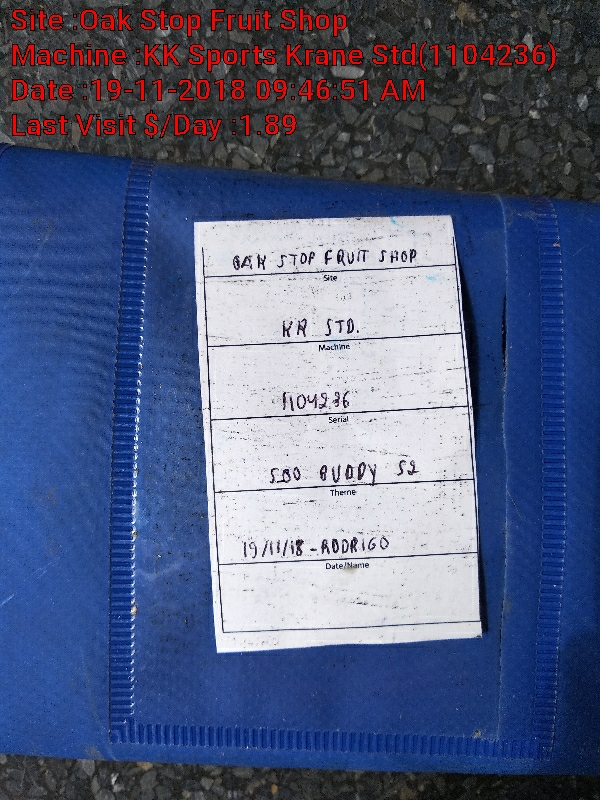 Site :Oak Stop Fruit Shop
Machine :KK Sports Krane Std(1104236)
Date :19-11-2018 09:46:51 AM
Last Visit $/Day :1.89
OAK STOP FRUIT SHOP
Site
KK STD.
Machine
1104236
Serial
SBO BUDDY S2
Theme
19/11/18 - RODRIGO
Date/Name